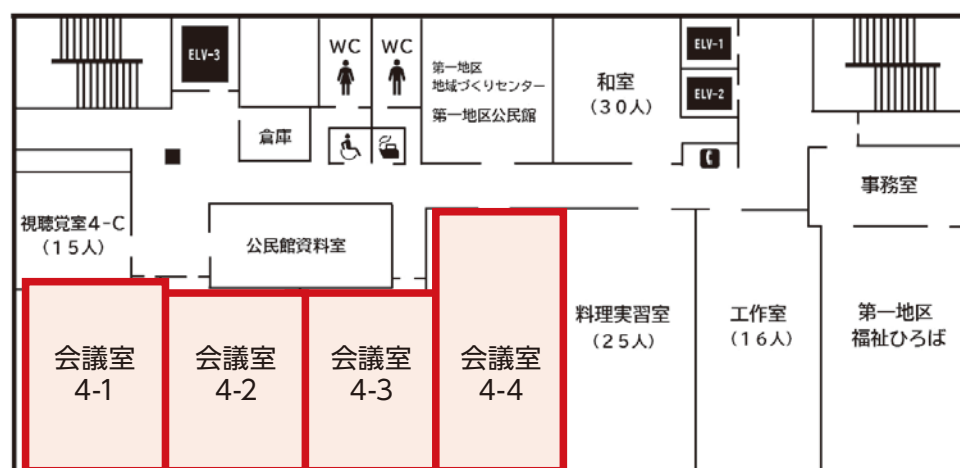 ELV-3
WC
WC
第一地区
地域づくりセンター
第一地区公民館
和室
（３０人）
ELV-1
ELV-2
倉庫
事務室
視聴覚室４-Ｃ
（１５人）
公民館資料室
会議室
4-1
会議室
4-2
会議室
4-3
会議室
4-4
料理実習室
（２５人）
工作室
（１６人）
第一地区
福祉ひろば